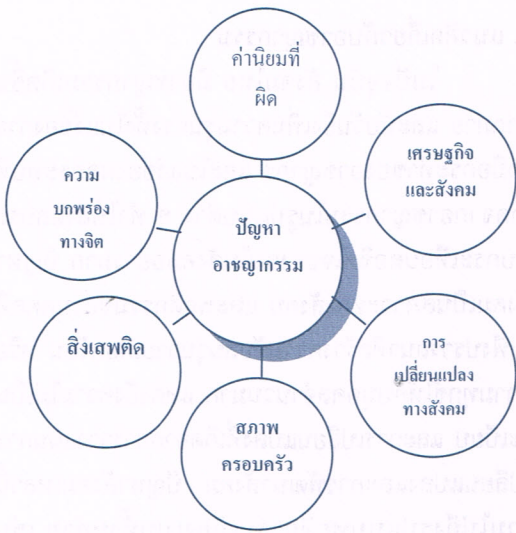 ค่านิยมที่
ผิด
เศรษฐกิจ
และสังคม
ความ
บกพร่อง
ทางจิต
ปัญหา
อาชญากรรม
สิ่งเสพติด
การ
เปลี่ยนแปลง
ทางสังคม
สภาพ
ครอบครัว